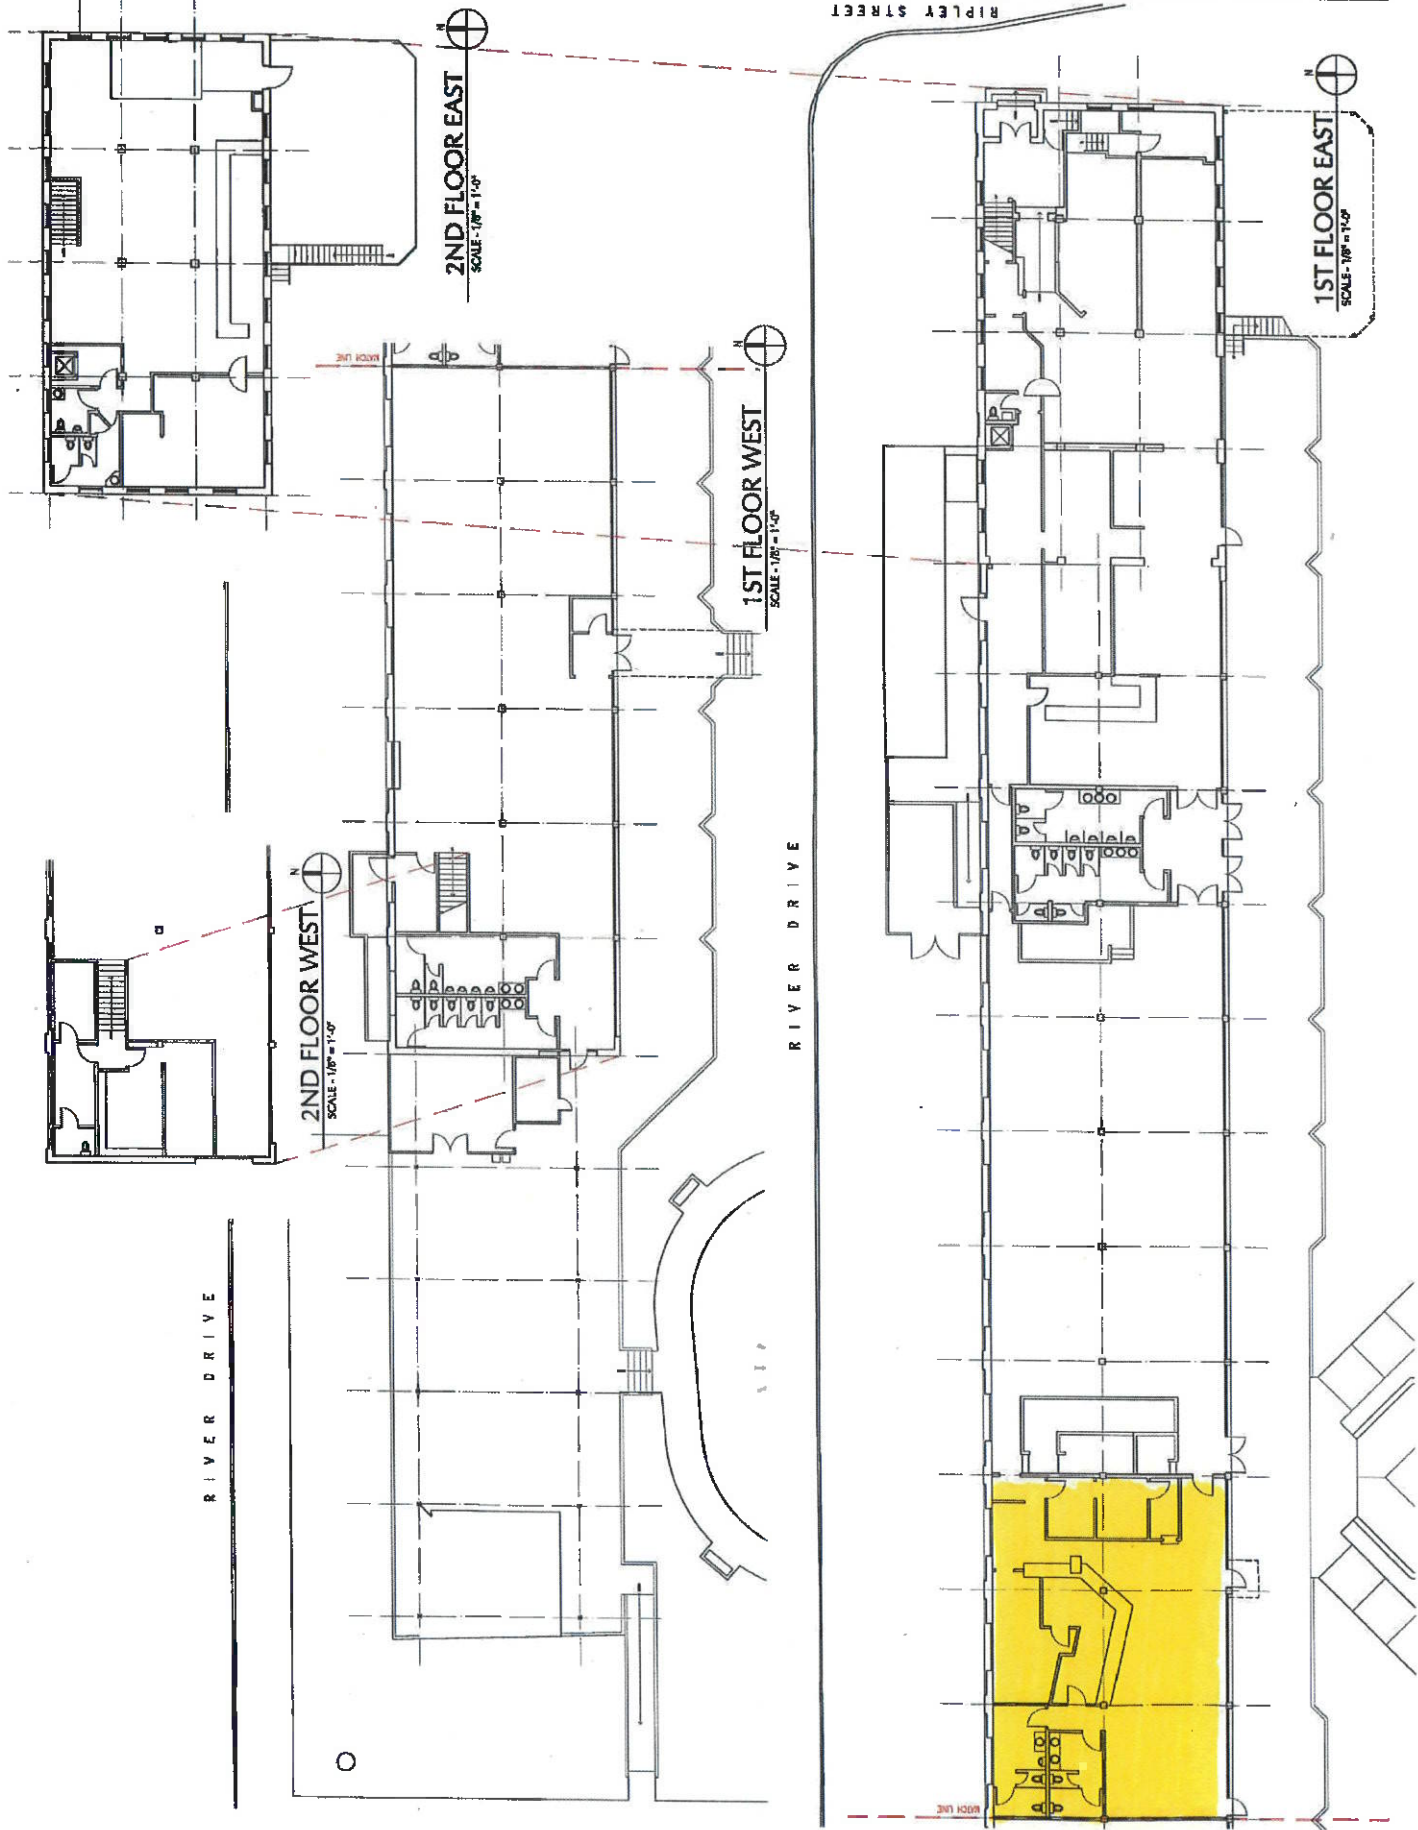 RIPLEY STREET
N
2ND FLOOR EAST
SCALE - 1/8" = 1'-0"
N
1ST FLOOR EAST
SCALE - 1/8" = 1'-0"
MATCH LINE
N
1ST FLOOR WEST
SCALE - 1/8" = 1'-0"
N
2ND FLOOR WEST
SCALE - 1/8" = 1'-0"
RIVER DRIVE
RIVER DRIVE
MATCH LINE